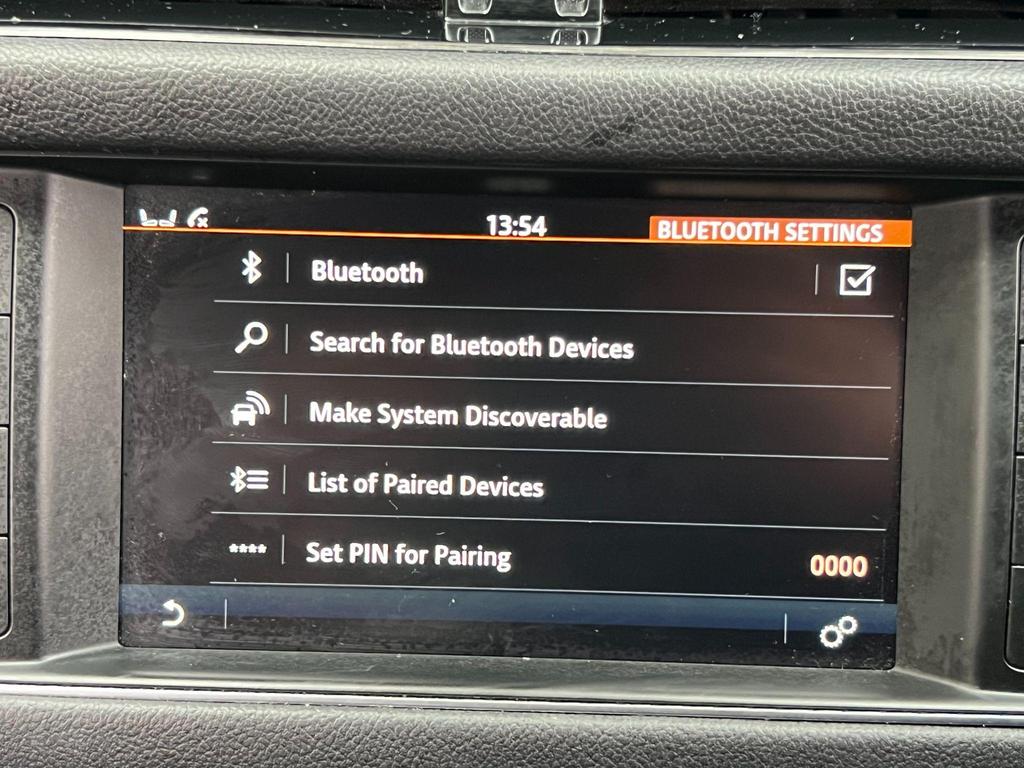 13:54
BLUETOOTH SETTINGS
Bluetooth
Search for Bluetooth Devices
Make System Discoverable
List of Paired Devices
**** Set PIN for Pairing 0000